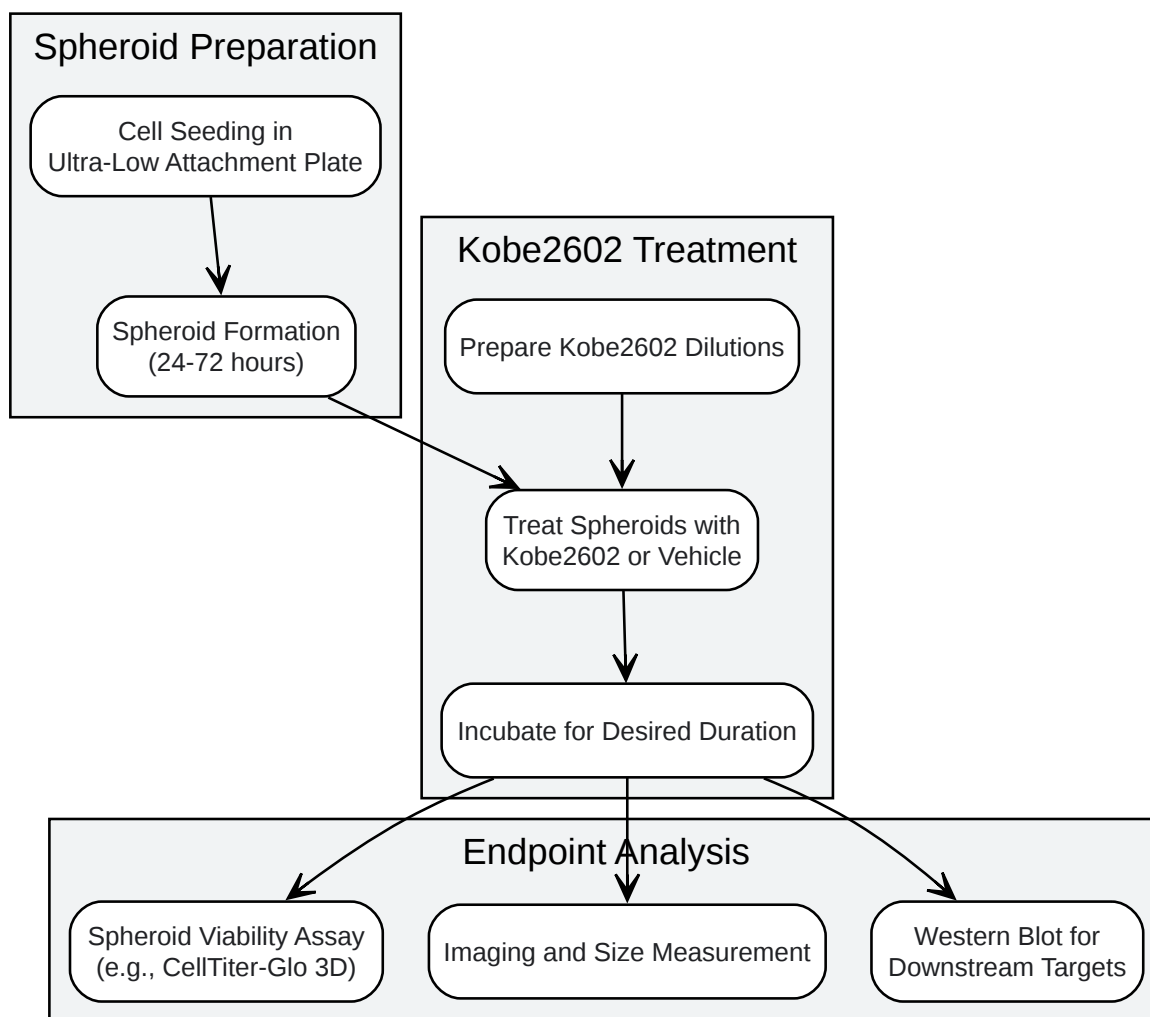 Spheroid Preparation
Cell Seeding in
Ultra-Low Attachment Plate
Spheroid Formation
(24-72 hours)
Kobe2602 Treatment
Prepare Kobe2602 Dilutions
Treat Spheroids with
Kobe2602 or Vehicle
Incubate for Desired Duration
Endpoint Analysis
Spheroid Viability Assay
(e.g., CellTiter-Glo 3D)
Imaging and Size Measurement
Western Blot for
Downstream Targets